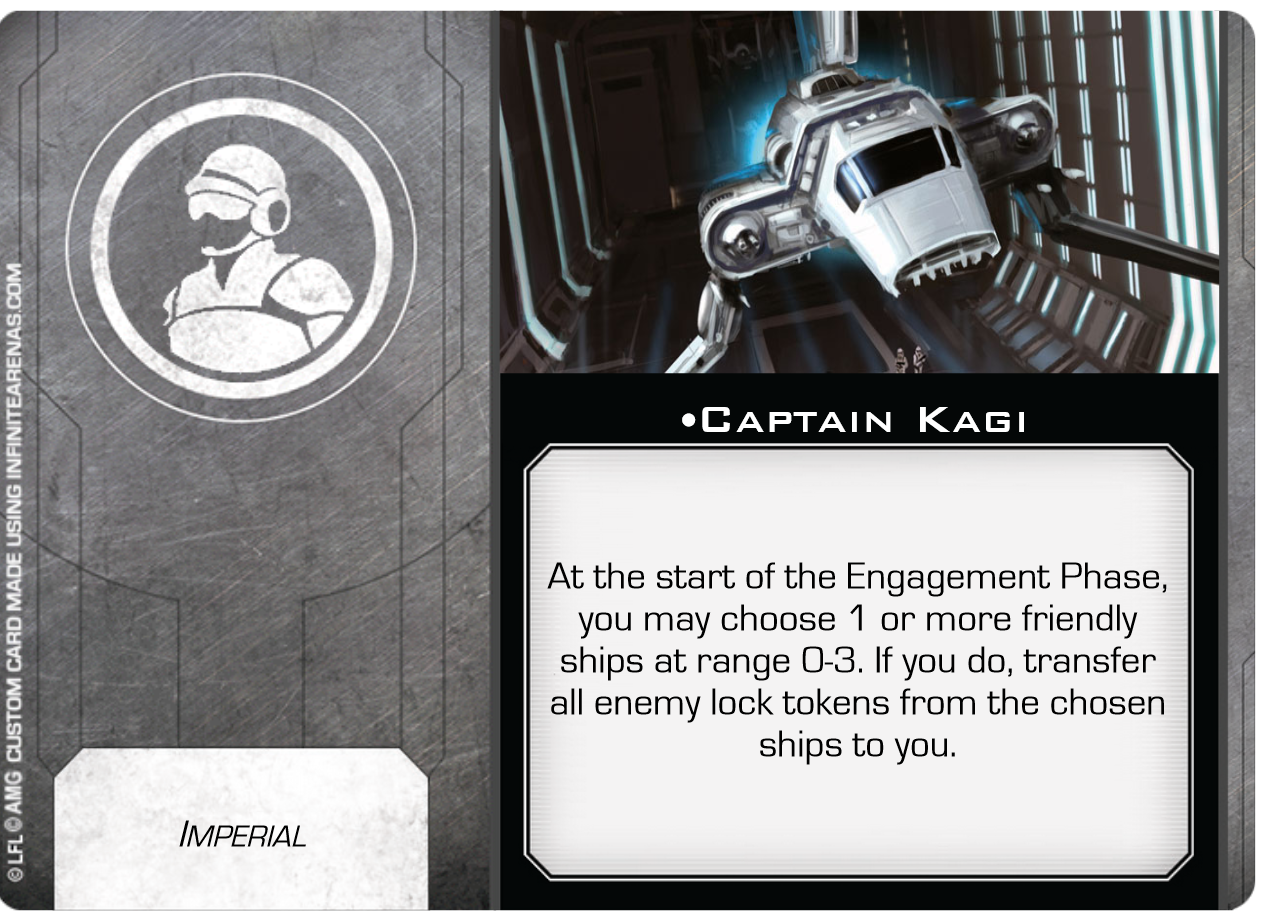 •Captain Kagi
At the start of the Engagement Phase,
you may choose 1 or more friendly
ships at range 0-3. If you do, transfer
all enemy lock tokens from the chosen
ships to you.
Imperial
© LFL © AMG CUSTOM CARD MADE USING INFINITEARENAS.COM